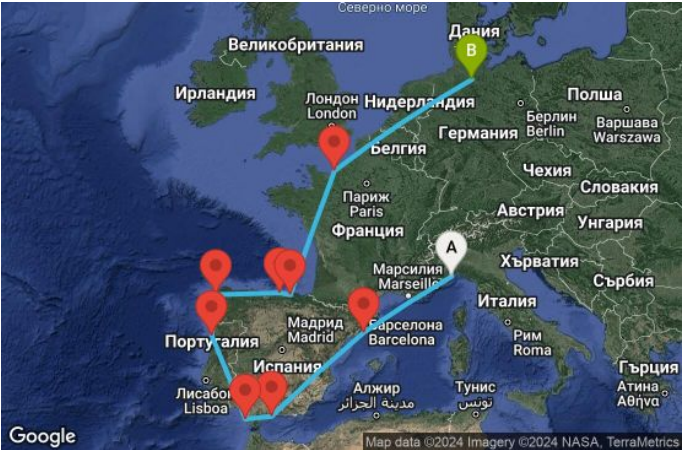 Северно море
Дания
Великобритания
B
Ирландия
Лондон
London
Нидерландия
Полша
Берлин
Berlin
Варшава
Warszawa
Германия
Белгия
Чехия
Словакия
Париж
Paris
Австрия
Унгария
Франция
A
Хърватия
Марсилия
Marseille
Сърбия
Италия
Мадрид
Madrid
Барселона
Barcelona
Португалия
Рим
Roma
Испания
Гърция
Лисабон
Lisboa
Алжир
مدينة الجزائر
Тунис
تونس
Атина
Αθήνα
Google
Map data ©2024 Imagery ©2024 NASA, TerraMetrics